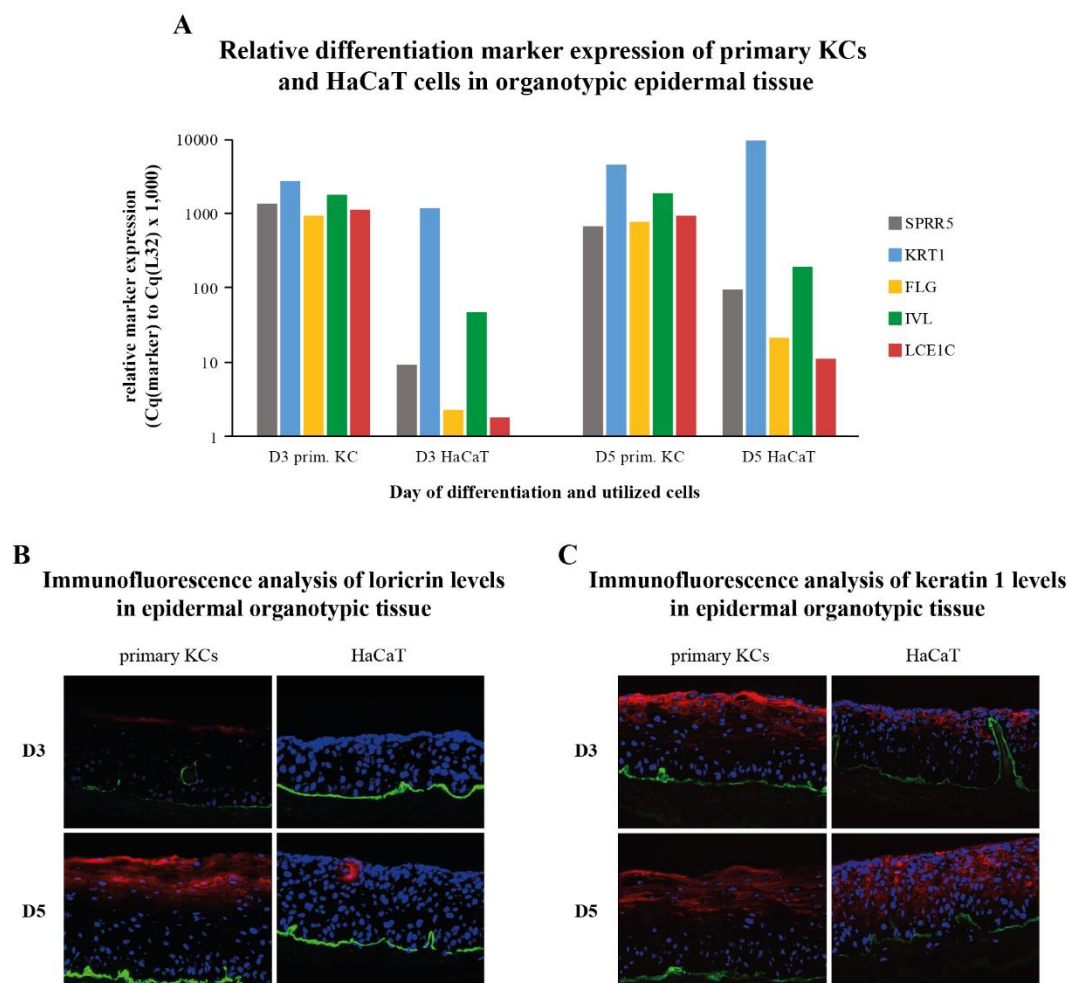 A
Relative differentiation marker expression of primary KCs
and HaCaT cells in organotypic epidermal tissue
relative marker expression
(Cq(marker) to Cq(L32) x 1,000)
10000
1000
100
10
1
D3 prim. KC
D3 HaCaT
D5 prim. KC
D5 HaCaT
Day of differentiation and utilized cells
SPRR5
KRT1
FLG
IVL
LCE1C
B
Immunofluorescence analysis of loricrin levels
in epidermal organotypic tissue
primary KCs
HaCaT
D3
D5
C
Immunofluorescence analysis of keratin 1 levels
in epidermal organotypic tissue
primary KCs
HaCaT
D3
D5